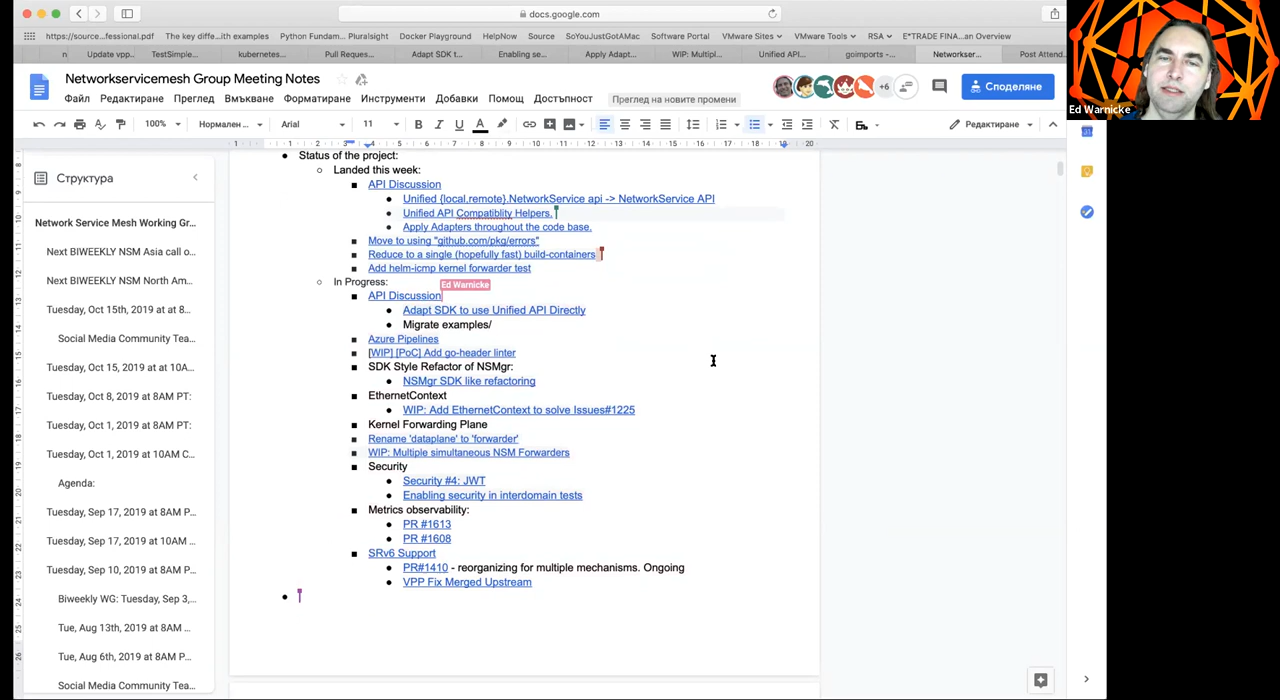 docs.google.com
https://source...fessional.pdf
The key diffe...ith examples
Python Fundam... Pluralsight
Docker Playground
HelpNow
Source
SoYouJustGotAMac
Software Portal
VMware Sites
VMware Tools
RSA
E*TRADE FINA...an Overview
n
Update vpp..
TestSimple...
kubernetes...
Pull Reques...
Adapt SDK t...
Enabling se...
Apply Adapt...
WIP: Multipl...
Unified API...
goimports -...
Networkser...
Post Attend..
Ed Warnicke
Networkservicemesh Group Meeting Notes
Файл Редактиране Преглед Вмъкване Форматиране Инструменти Добавки Помощ Достъпност
Преглед на новите промени
+6
Споделяне
100%
Нормален ...
Arial
11
Редактиране
Структура
Network Service Mesh Working Gr...
Next BIWEEKLY NSM Asia call o...
Next BIWEEKLY NSM North Am...
Tuesday, Oct 15th, 2019 at at 8...
Social Media Community Tea...
Tuesday, Oct 15, 2019 at at 10A...
Tuesday, Oct 8, 2019 at 8AM PT:
Tuesday, Oct 1, 2019 at 8AM PT:
Tuesday, Oct 1, 2019 at 10AM C...
Agenda:
Tuesday, Sep 17, 2019 at 8AM P...
Tuesday, Sep 17, 2019 at 10AM ...
Tuesday, Sep 10, 2019 at 8AM P...
Biweekly WG: Tuesday, Sep 3,...
Tue, Aug 13th, 2019 at 8AM ...
Tue, Aug 6th, 2019 at 8AM P...
Social Media Community Tea...
Status of the project:
Landed this week:
API Discussion
Unified {local,remote}.NetworkService api -> NetworkService API
Unified API Compatiblity Helpers.
Apply Adapters throughout the code base.
Move to using "github.com/pkg/errors"
Reduce to a single (hopefully fast) build-containers
Add helm-icmp kernel forwarder test
In Progress:
Ed Warnicke
API Discussion
Adapt SDK to use Unified API Directly
Migrate examples/
Azure Pipelines
[WIP] [PoC] Add go-header linter
SDK Style Refactor of NSMgr:
NSMgr SDK like refactoring
EthernetContext
WIP: Add EthernetContext to solve Issues#1225
Kernel Forwarding Plane
Rename 'dataplane' to 'forwarder'
WIP: Multiple simultaneous NSM Forwarders
Security
Security #4: JWT
Enabling security in interdomain tests
Metrics observability:
PR #1613
PR #1608
SRv6 Support
PR#1410 - reorganizing for multiple mechanisms. Ongoing
VPP Fix Merged Upstream